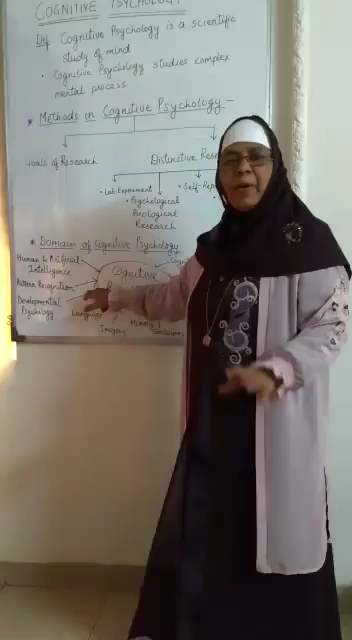 COGNITIVE PSYCHOLOGY
Def Cognitive Psychology is a scientific
study of mind
• Cognitive Psychology studies complex
mental process
* Methods in Cognitive Psychology -
Goals of Research
Distinctive Rese
• Lab. Experiment • Self-Rep
• Psychological
Biological
Research
* Domain of Cognitive Psychology
Human & Artificial
Intelligence
Cognitive
Pattern Recognition
Developmental
Psychology
Language
Imagery
Memory